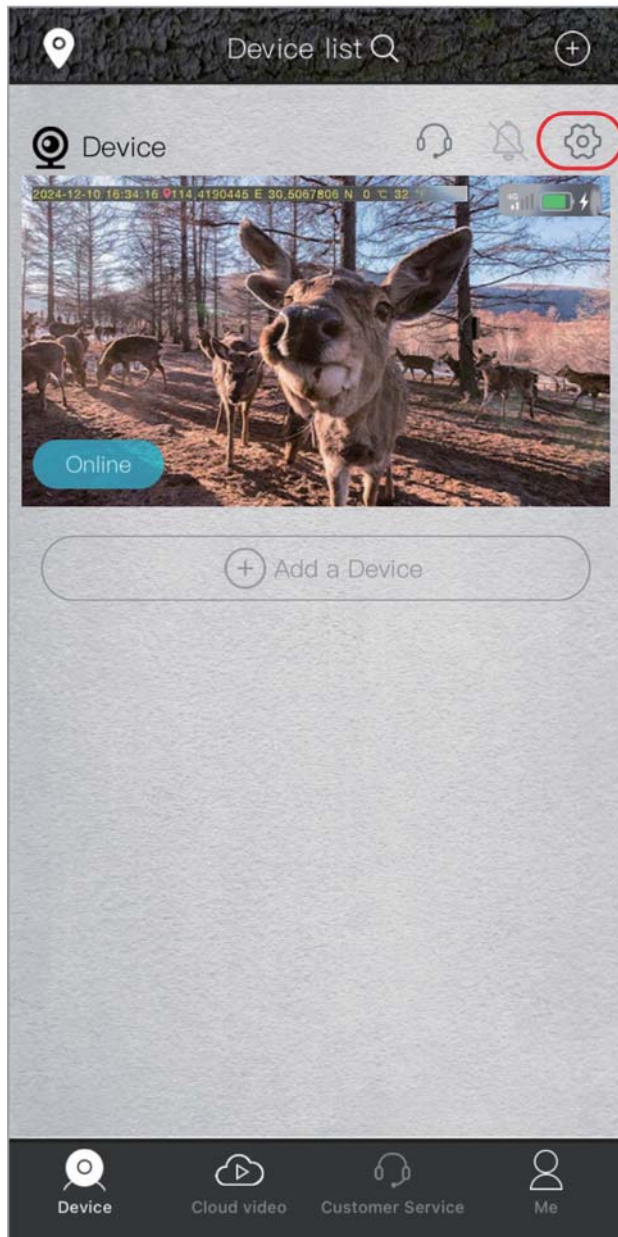 Device list
Device
2024-12-10 16:34:16 114.4190445 E 30.5067806 N 0 ℃ 32 ℉
4G
Online
Add a Device
Device Cloud video Customer Service Me